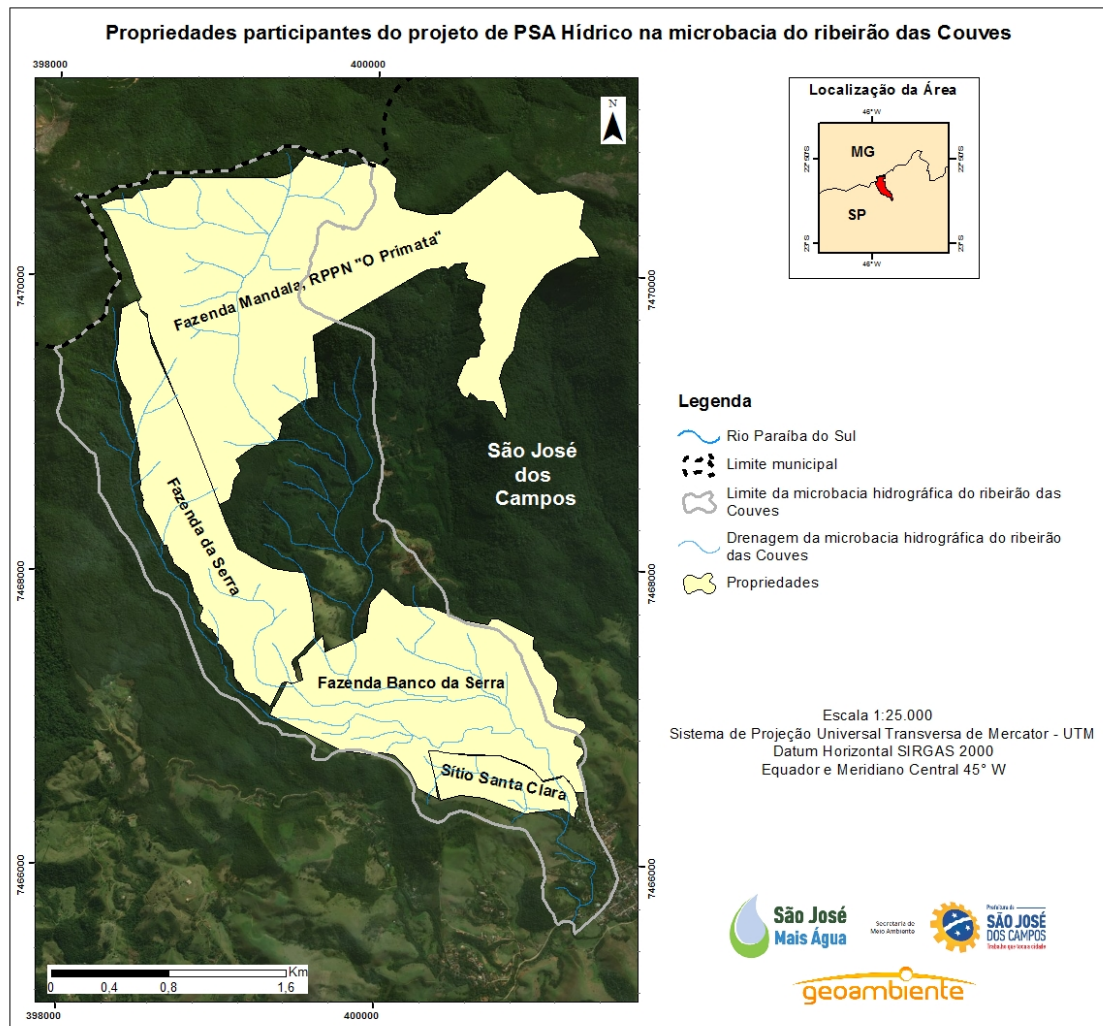 Propriedades participantes do projeto de PSA Hídrico na microbacia do ribeirão das Couves
398000
400000
7470000
7470000
7468000
7468000
7466000
7466000
398000
400000
N
Fazenda Mandala, RPPN "O Primata"
Fazenda da Serra
São José
dos
Campos
Fazenda Banco da Serra
Sítio Santa Clara
Km
0
0,4
0,8
1,6
Localização da Área
46° W
MG
SP
22°50'S
22°50'S
23°S
23°S
46° W
Legenda
Rio Paraíba do Sul
Limite municipal
Limite da microbacia hidrográfica do ribeirão das
Couves
Drenagem da microbacia hidrográfica do ribeirão
das Couves
Propriedades
Escala 1:25.000
Sistema de Projeção Universal Transversa de Mercator - UTM
Datum Horizontal SIRGAS 2000
Equador e Meridiano Central 45° W
São José
Mais Água
Secretaria de
Meio Ambiente
Prefeitura de
SÃO JOSÉ
DOS CAMPOS
Trabalho que toma cidade
geoambiente